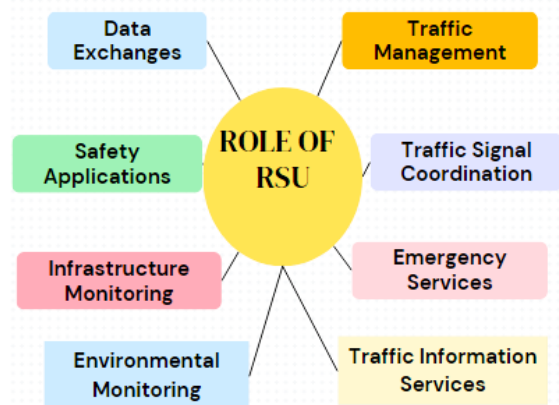 Data
Exchanges
Traffic
Management
ROLE OF
RSU
Safety
Applications
Traffic Signal
Coordination
Infrastructure
Monitoring
Emergency
Services
Environmental
Monitoring
Traffic Information
Services